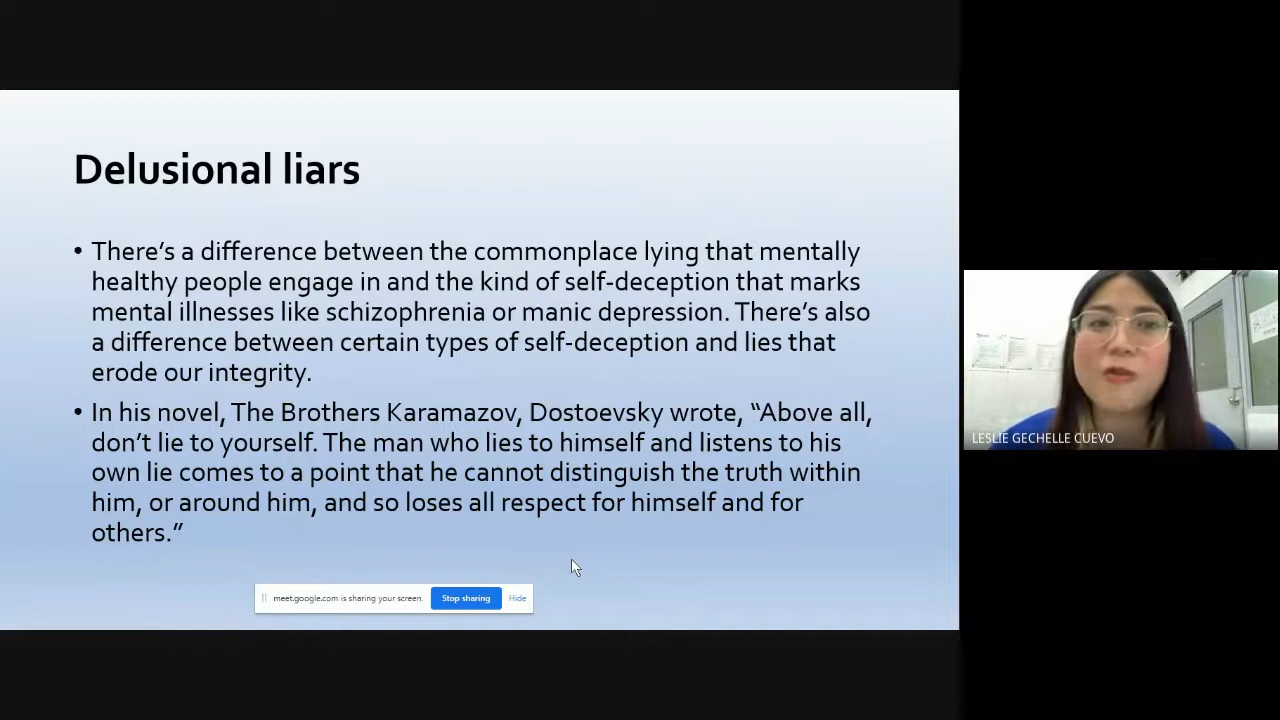 Delusional liars
• There’s a difference between the commonplace lying that mentally
healthy people engage in and the kind of self-deception that marks
mental illnesses like schizophrenia or manic depression. There’s also
a difference between certain types of self-deception and lies that
erode our integrity.
• In his novel, The Brothers Karamazov, Dostoevsky wrote, “Above all,
don’t lie to yourself. The man who lies to himself and listens to his
own lie comes to a point that he cannot distinguish the truth within
him, or around him, and so loses all respect for himself and for
others.”
meet.google.com is sharing your screen. Stop sharing Hide
LESLIE GECHELLE CUEVO